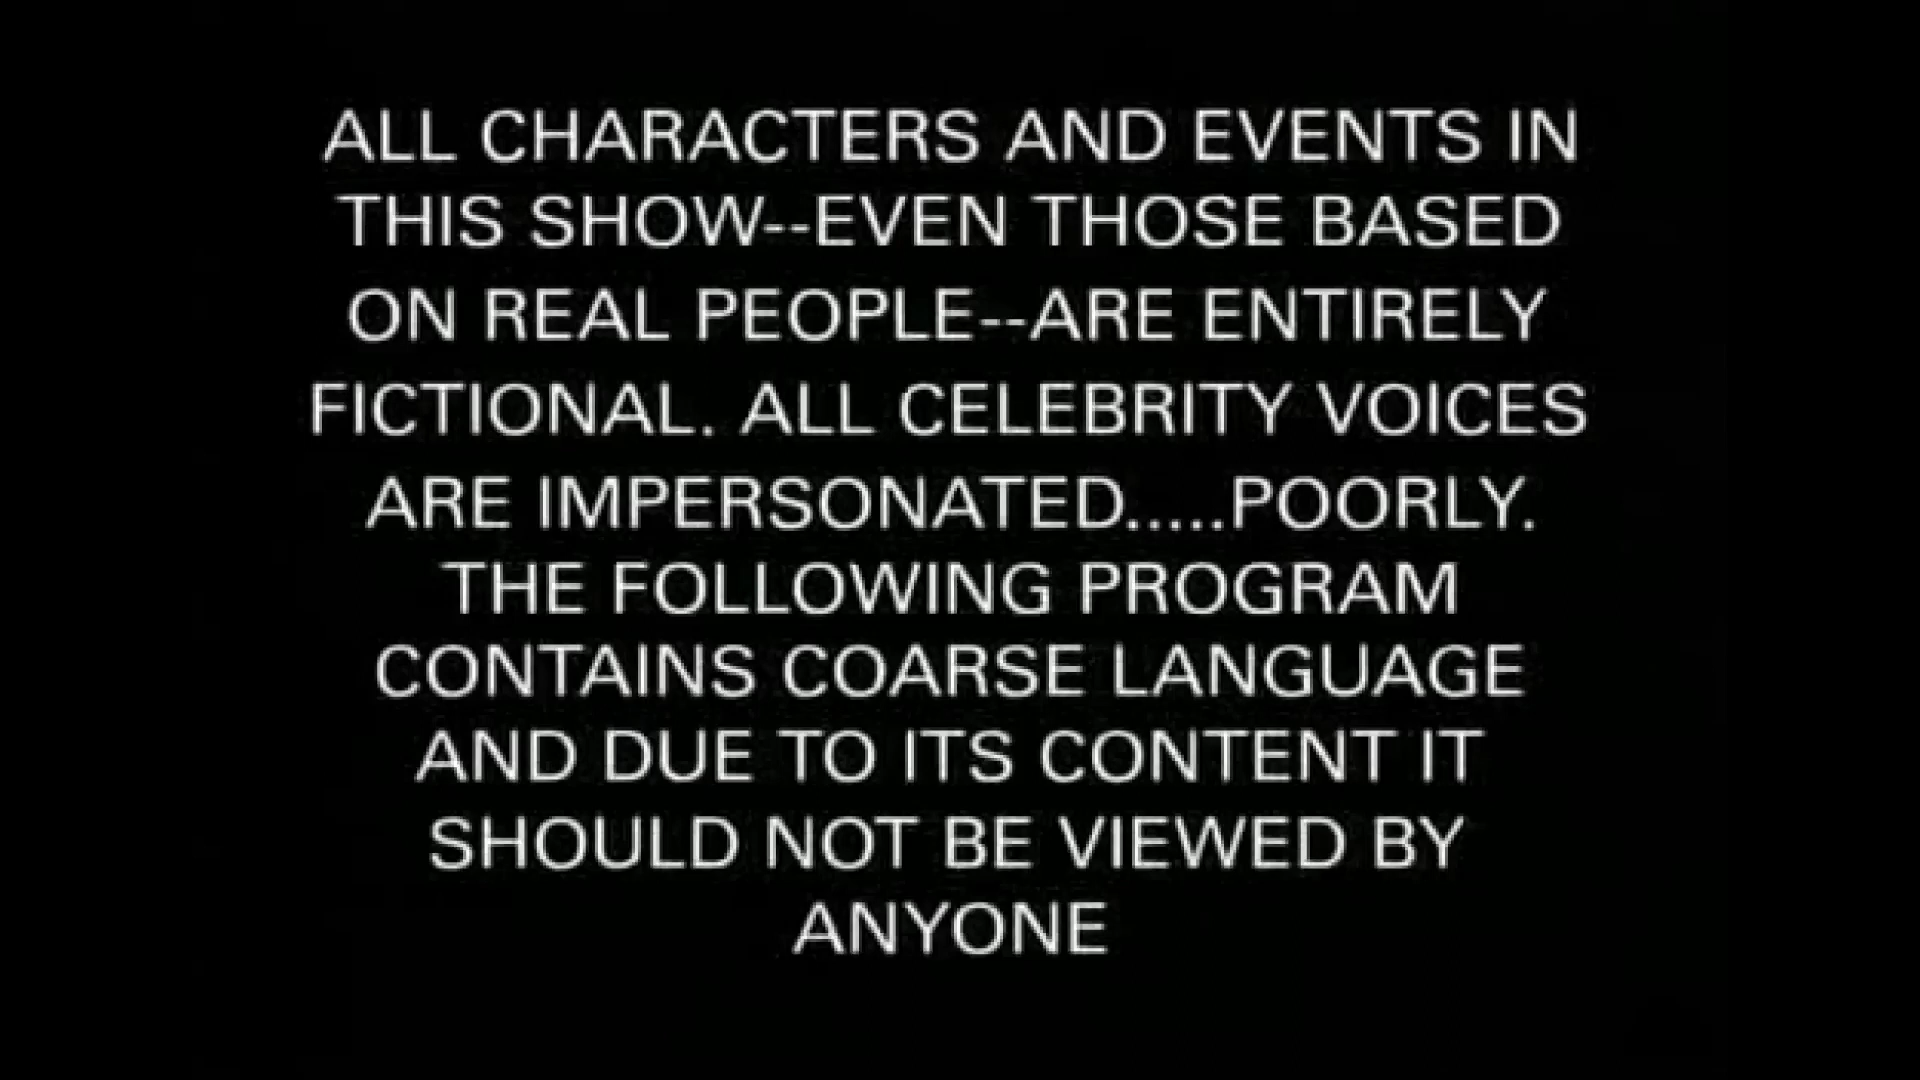 ALL CHARACTERS AND EVENTS IN
THIS SHOW--EVEN THOSE BASED
ON REAL PEOPLE--ARE ENTIRELY
FICTIONAL. ALL CELEBRITY VOICES
ARE IMPERSONATED.....POORLY.
THE FOLLOWING PROGRAM
CONTAINS COARSE LANGUAGE
AND DUE TO ITS CONTENT IT
SHOULD NOT BE VIEWED BY
ANYONE